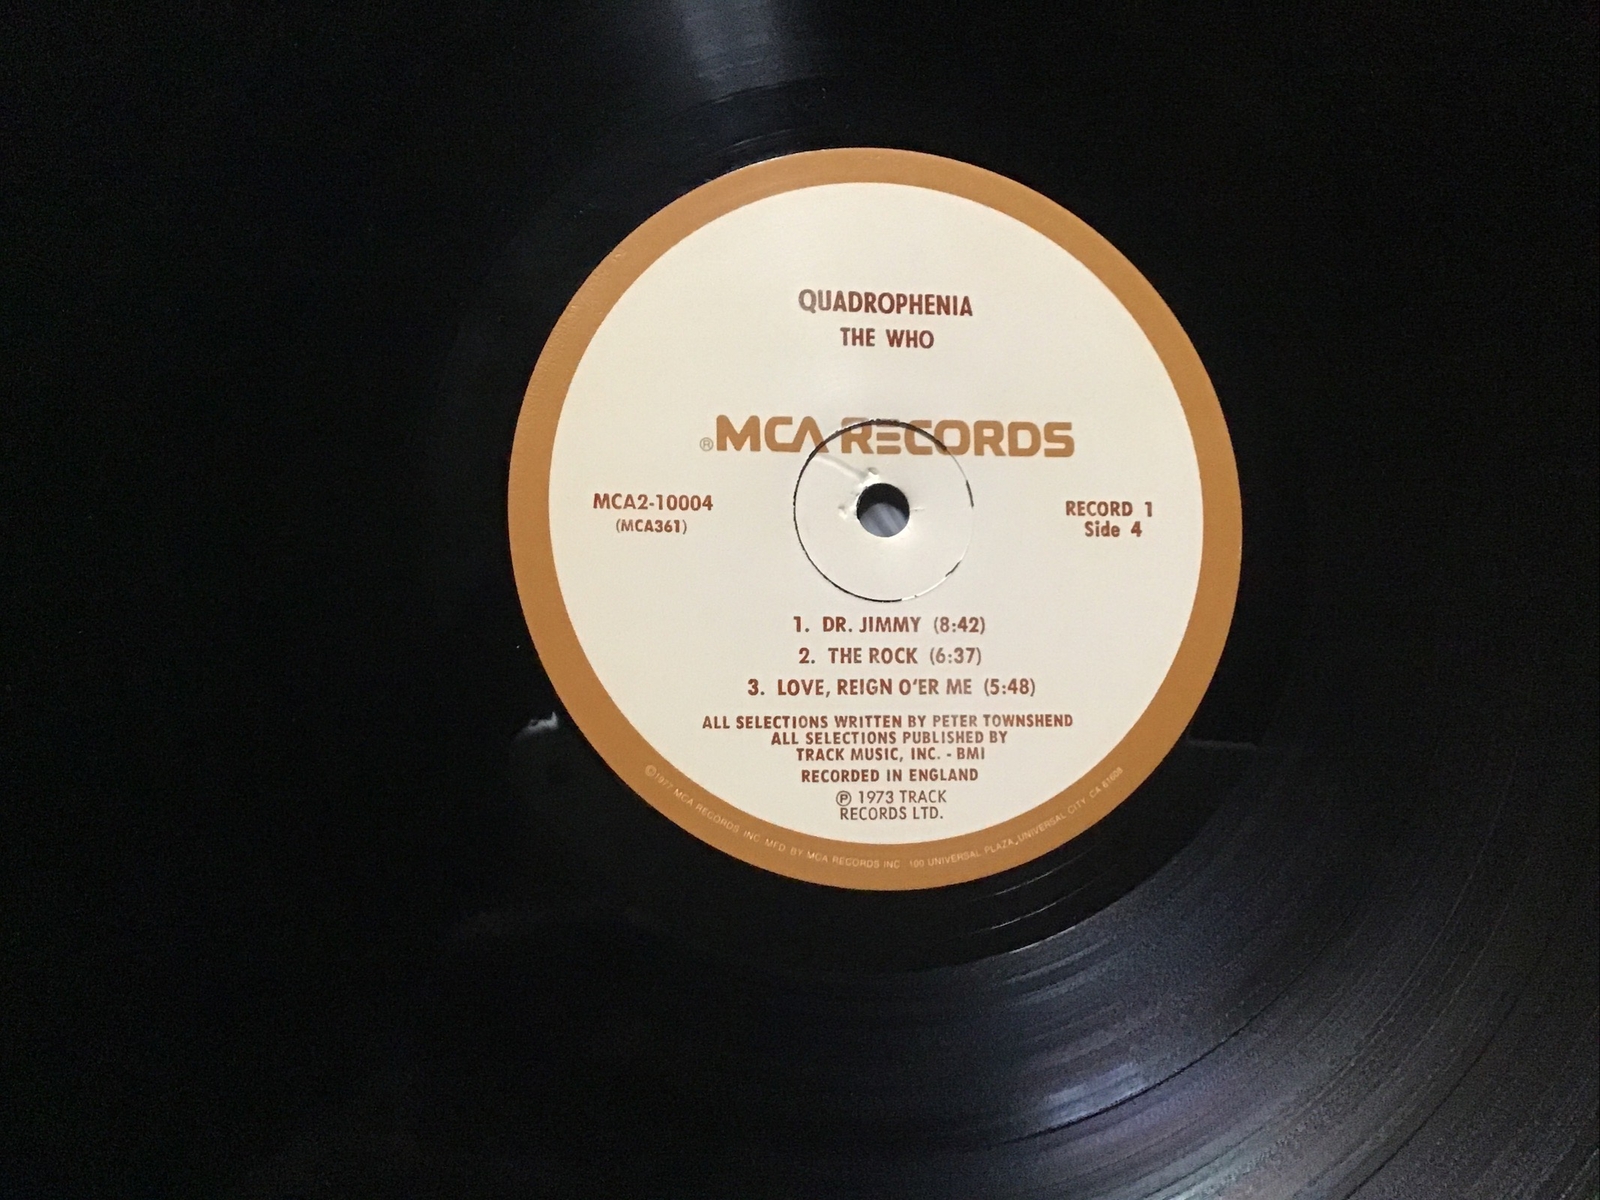 QUADROPHENIA
THE WHO
®MCA RECORDS
MCA2-10004
(MCA361)
RECORD 1
Side 4
1. DR. JIMMY (8:42)
2. THE ROCK (6:37)
3. LOVE, REIGN O'ER ME (5:48)
ALL SELECTIONS WRITTEN BY PETER TOWNSHEND
ALL SELECTIONS PUBLISHED BY
TRACK MUSIC, INC. - BMI
RECORDED IN ENGLAND
℗ 1973 TRACK
RECORDS LTD.
©1977 MCA RECORDS INC MFD BY MCA RECORDS INC 100 UNIVERSAL PLAZA, UNIVERSAL CITY, CA 91608